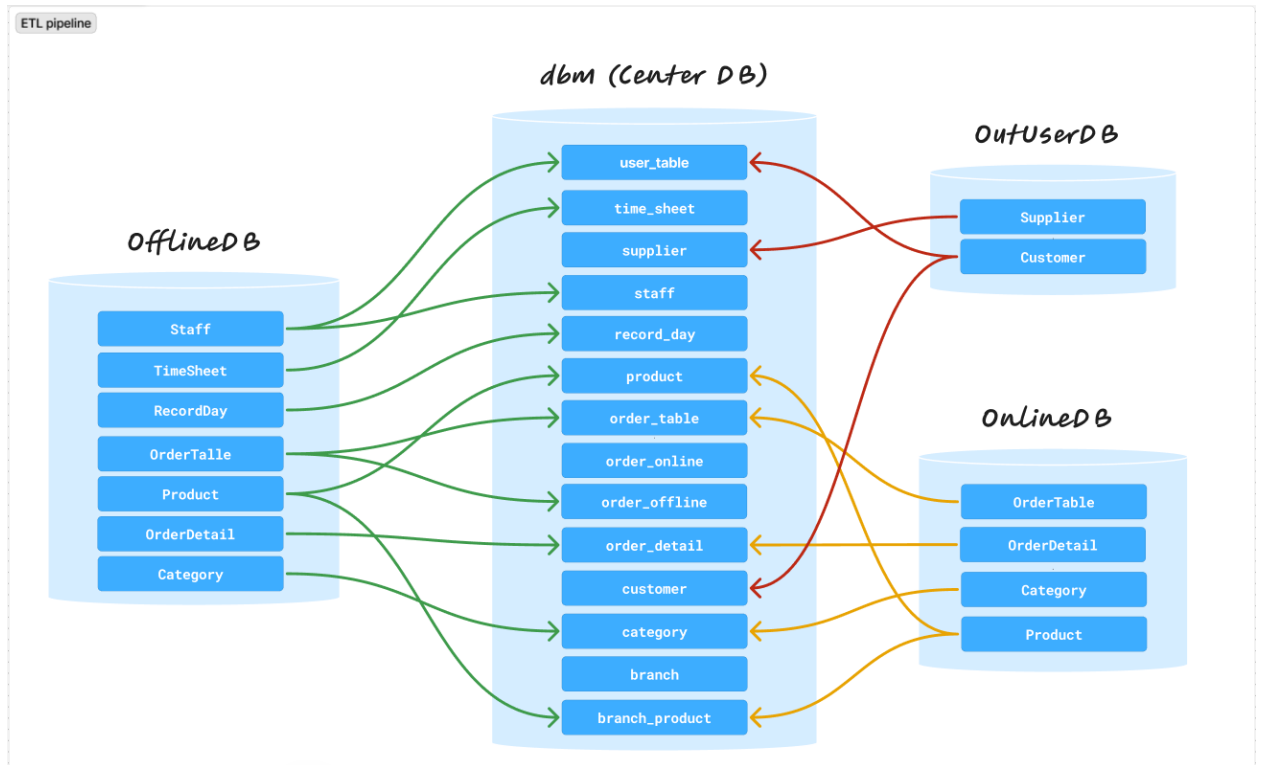 ETL pipeline
dbm (Center DB)
user_table
time_sheet
supplier
staff
record_day
product
order_table
order_online
order_offline
order_detail
customer
category
branch
branch_product
OfflineDB
Staff
TimeSheet
RecordDay
OrderTalle
Product
OrderDetail
Category
OutUserDB
Supplier
Customer
OnlineDB
OrderTable
OrderDetail
Category
Product